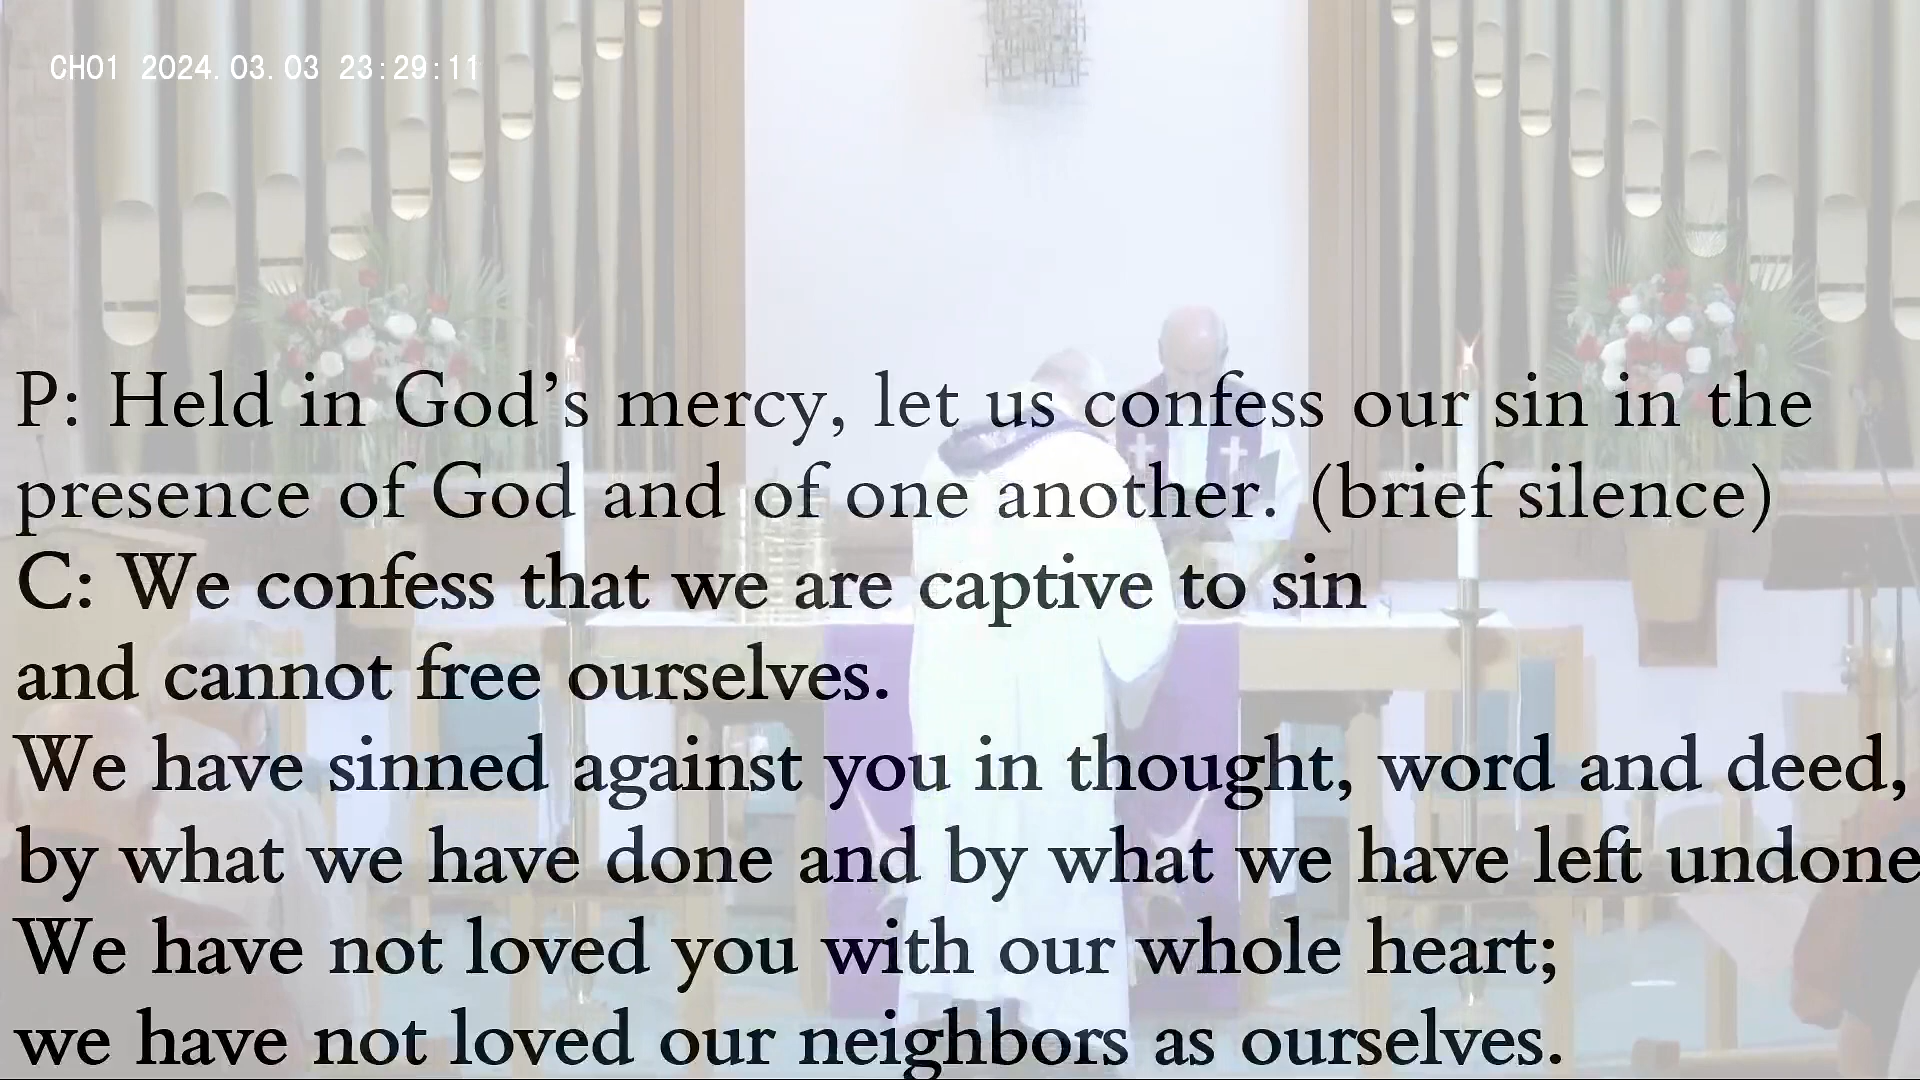 CH01 2024.03.03 23:29:11
P: Held in God’s mercy, let us confess our sin in the
presence of God and of one another. (brief silence)
C: We confess that we are captive to sin
and cannot free ourselves.
We have sinned against you in thought, word and deed,
by what we have done and by what we have left undone
We have not loved you with our whole heart;
we have not loved our neighbors as ourselves.